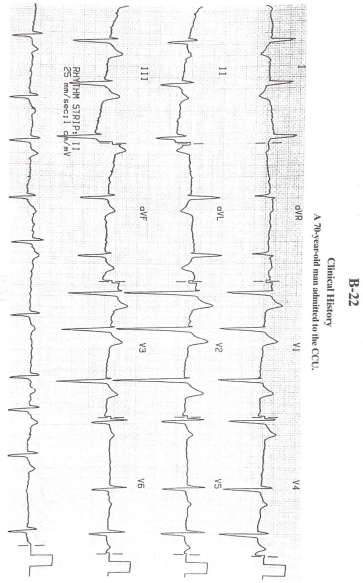 B-22
Clinical History
A 70-year-old man admitted to the CCU.
I aVR V1 V4
II aVL V2 V5
III aVF V3 V6
RHYTHM STRIP: II
25 mm/sec;1 cm/mV